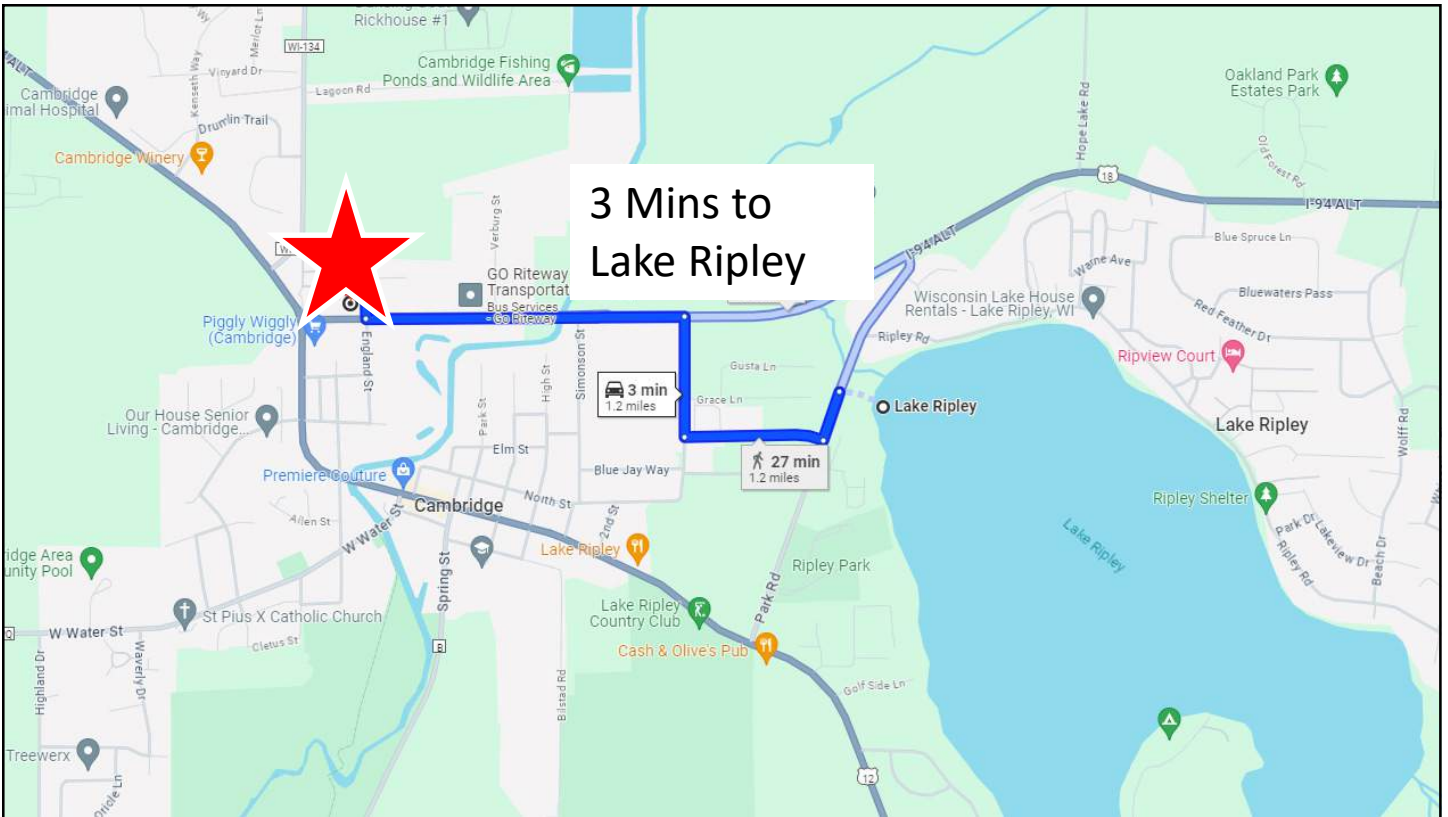 Rickhouse #1
WI-134
Merlot Ln
Kenseth Way
Vinyard Dr
Cambridge Fishing
Ponds and Wildlife Area
Lagoon Rd
Oakland Park
Estates Park
ALT
Cambridge
imal Hospital
Drumlin Trail
Cambridge Winery
Hope Lake Rd
Old Forest Rd
18
I-94 ALT
3 Mins to
Lake Ripley
Verburg St
I-94 ALT
Blue Spruce Ln
Warne Ave
GO Riteway
Transportat
Bus Services
- Go Riteway
Wisconsin Lake House
Rentals - Lake Ripley, WI
Bluewaters Pass
Red Feather Dr
Piggly Wiggly
(Cambridge)
England St
Simonson St
High St
Park St
Ripley Rd
Ripview Court
Gusta Ln
3 min
1.2 miles
Grace Ln
Lake Ripley
Lake Ripley
Wolff Rd
Our House Senior
Living - Cambridge...
Elm St
27 min
1.2 miles
Blue Jay Way
Premiere Couture
Cambridge
North St
2nd St
Ripley Shelter
Allen St
W Water St
Lake Ripley
Lake Ripley
Park Dr
Lakeview Dr
Ripley Rd
Beach Dr
idge Area
unity Pool
Spring St
Ripley Park
Park Rd
St Pius X Catholic Church
Lake Ripley
Country Club
W Water St
Cletus St
B
Cash & Olive's Pub
Highland Dr
Waverly Dr
Bilstad Rd
Golf Side Ln
Treewerx
Oriole Ln
12